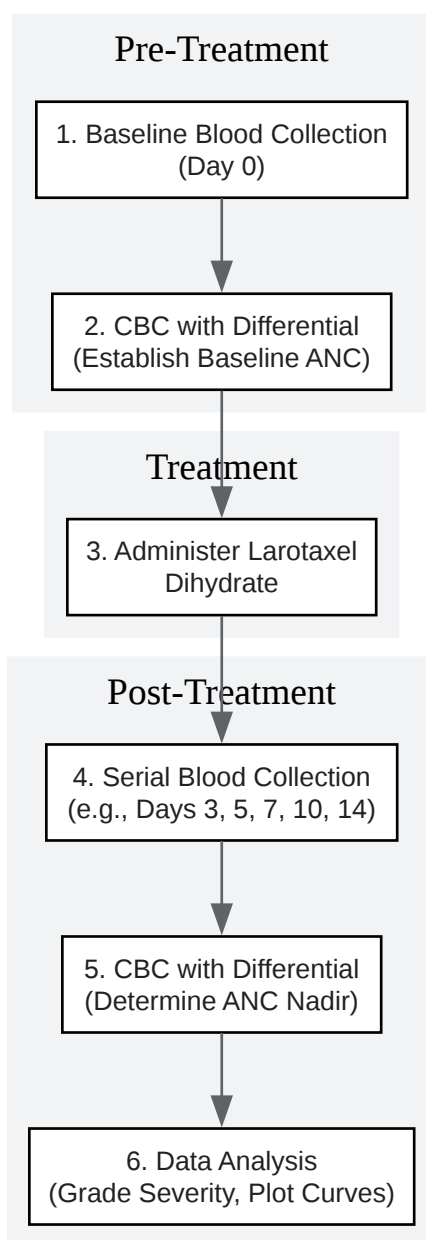 Pre-Treatment
1. Baseline Blood Collection
(Day 0)
2. CBC with Differential
(Establish Baseline ANC)
Treatment
3. Administer Larotaxel
Dihydrate
Post-Treatment
4. Serial Blood Collection
(e.g., Days 3, 5, 7, 10, 14)
5. CBC with Differential
(Determine ANC Nadir)
6. Data Analysis
(Grade Severity, Plot Curves)